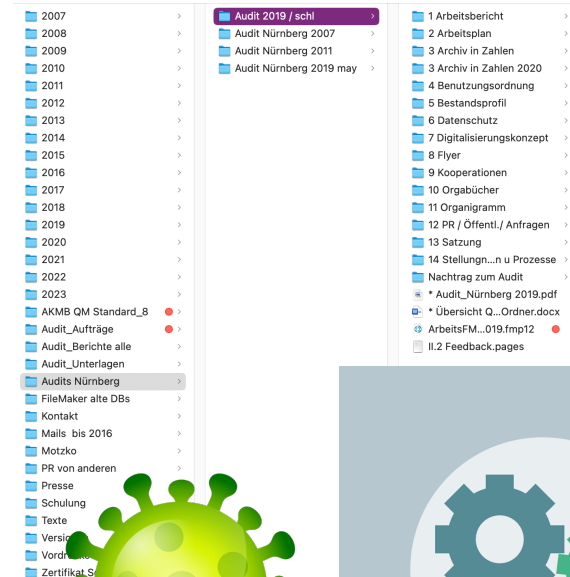 2007
2008
2009
2010
2011
2012
2013
2014
2015
2016
2017
2018
2019
2020
2021
2022
2023
AKMB QM Standard_8
Audit_Aufträge
Audit_Berichte alle
Audit_Unterlagen
Audits Nürnberg
FileMaker alte DBs
Kontakt
Mails bis 2016
Motzko
PR von anderen
Presse
Schulung
Texte
Zertifikat
Audit 2019 / schl
Audit Nürnberg 2007
Audit Nürnberg 2011
Audit Nürnberg 2019 may
1 Arbeitsbericht
2 Arbeitsplan
3 Archiv in Zahlen
3 Archiv in Zahlen 2020
4 Benutzungsordnung
5 Bestandsprofil
6 Datenschutz
7 Digitalisierungskonzept
8 Flyer
9 Kooperationen
10 Orgabücher
11 Organigramm
12 PR / Öffentl./ Anfragen
13 Satzung
14 Stellungn...n u Prozesse
Nachtrag zum Audit
* Audit_Nürnberg 2019.pdf
* Übersicht Q...Ordner.docx
ArbeitsFM...019.fmp12
II.2 Feedback.pages